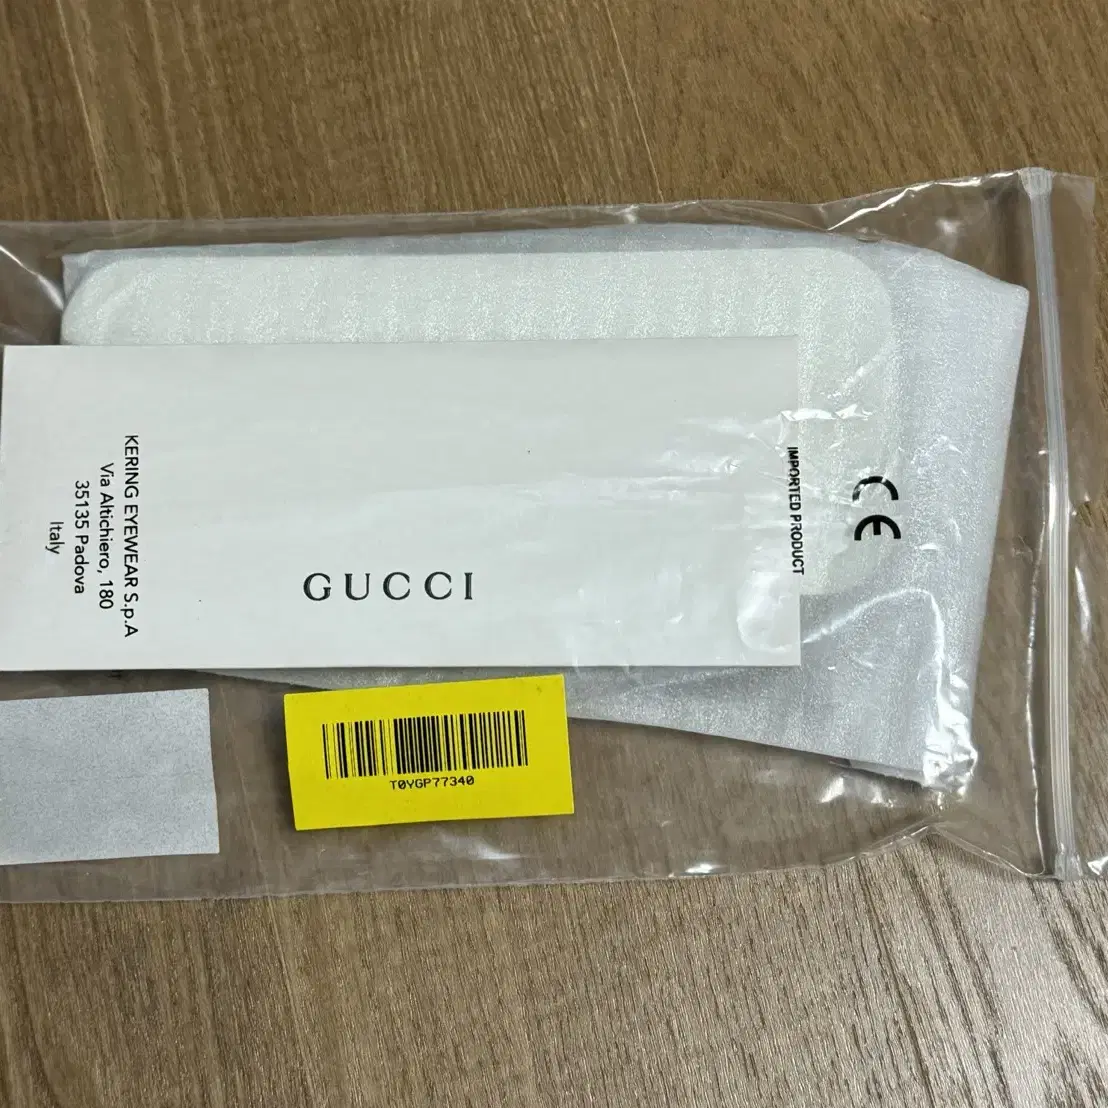 KERING EYEWEAR S.p.A
Via Altichiero, 180
35135 Padova
Italy
GUCCI
IMPORTED PRODUCT
CE
T0YGP77340